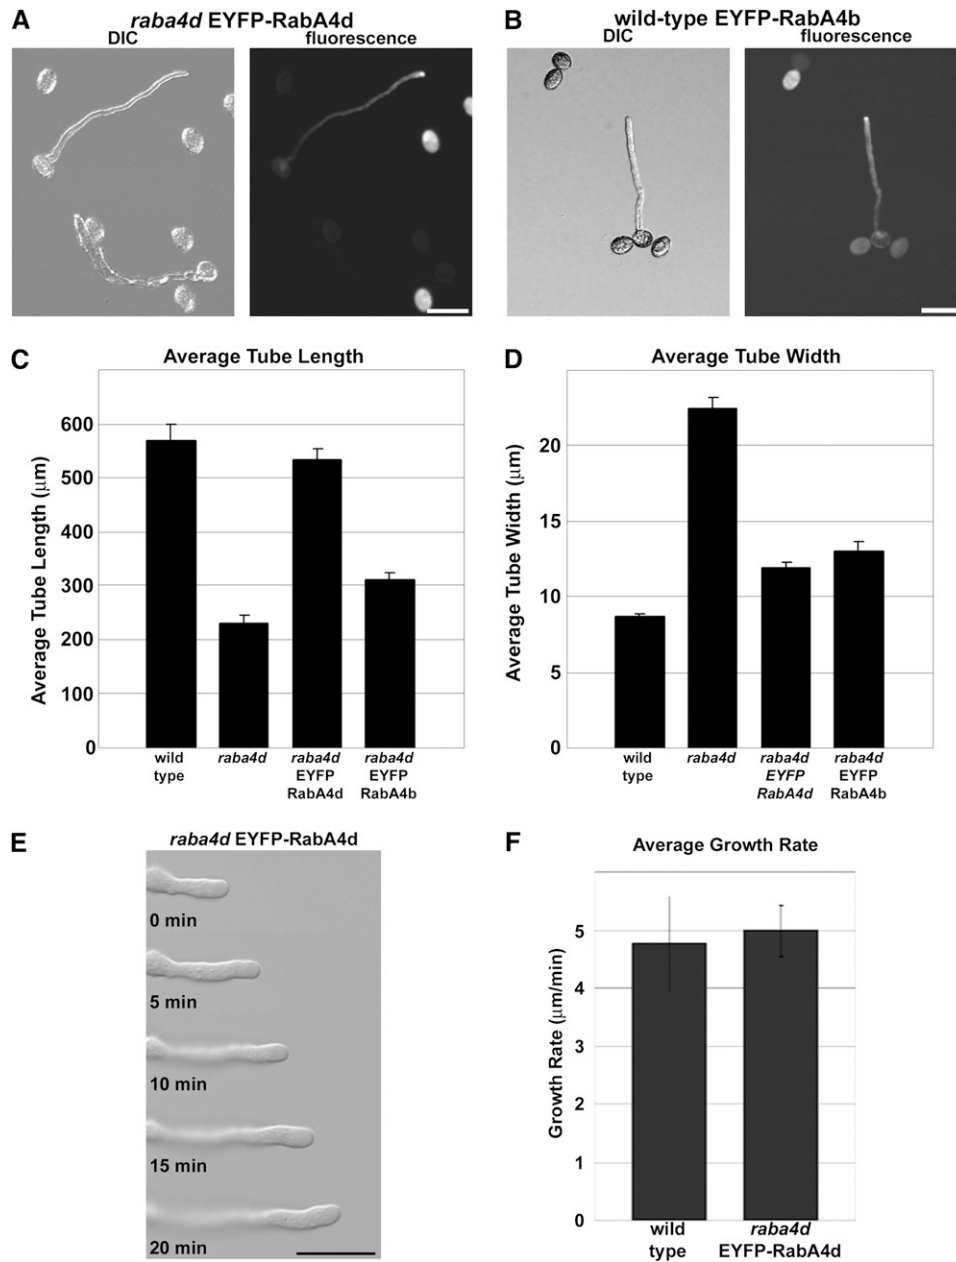 A
raba4d EYFP-RabA4d
DIC
fluorescence
B
wild-type EYFP-RabA4b
DIC
fluorescence
C
Average Tube Length
Average Tube Length (μm)
600
500
400
300
200
100
0
wild
type
raba4d
raba4d
EYFP
RabA4d
raba4d
EYFP
RabA4b
D
Average Tube Width
Average Tube Width (μm)
20
15
10
5
0
wild
type
raba4d
raba4d
EYFP
RabA4d
raba4d
EYFP
RabA4b
E
raba4d EYFP-RabA4d
0 min
5 min
10 min
15 min
20 min
F
Average Growth Rate
Growth Rate (μm/min)
5
4
3
2
1
0
wild
type
raba4d
EYFP-RabA4d